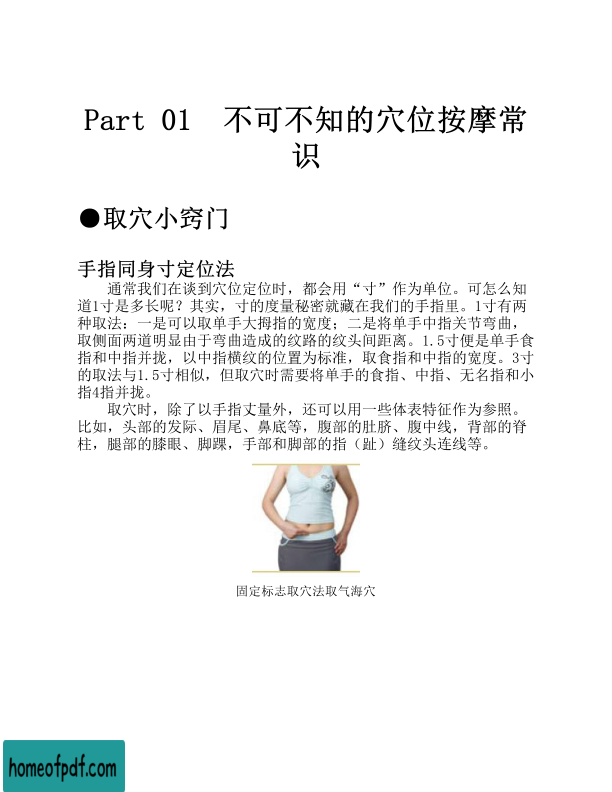 Part 01　不可不知的穴位按摩常
识
●取穴小窍门
手指同身寸定位法
通常我们在谈到穴位定位时，都会用“寸”作为单位。可怎么知
道1寸是多长呢？其实，寸的度量秘密就藏在我们的手指里。1寸有两
种取法：一是可以取单手大拇指的宽度；二是将单手中指关节弯曲，
取侧面两道明显由于弯曲造成的纹路的纹头间距离。1.5寸便是单手食
指和中指并拢，以中指横纹的位置为标准，取食指和中指的宽度。3寸
的取法与1.5寸相似，但取穴时需要将单手的食指、中指、无名指和小
指4指并拢。
取穴时，除了以手指丈量外，还可以用一些体表特征作为参照。
比如，头部的发际、眉尾、鼻底等，腹部的肚脐、腹中线，背部的脊
柱，腿部的膝眼、脚踝，手部和脚部的指（趾）缝纹头连线等。
固定标志取穴法取气海穴
homeofpdf.com